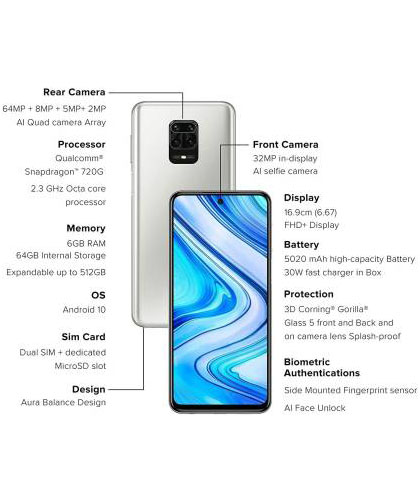 Rear Camera
64MP + 8MP + 5MP+ 2MP
AI Quad camera Array
Processor
Qualcomm®
Snapdragon™ 720G
2.3 GHz Octa core
processor
Memory
6GB RAM
64GB Internal Storage
Expandable up to 512GB
OS
Android 10
Sim Card
Dual SIM + dedicated
MicroSD slot
Design
Aura Balance Design
Front Camera
32MP in-display
AI selfie camera
Display
16.9cm (6.67)
FHD+ Display
Battery
5020 mAh high-capacity Battery
30W fast charger in Box
Protection
3D Corning® Gorilla®
Glass 5 front and Back and
on camera lens Splash-proof
Biometric
Authentications
Side Mounted Fingerprint sensor
AI Face Unlock